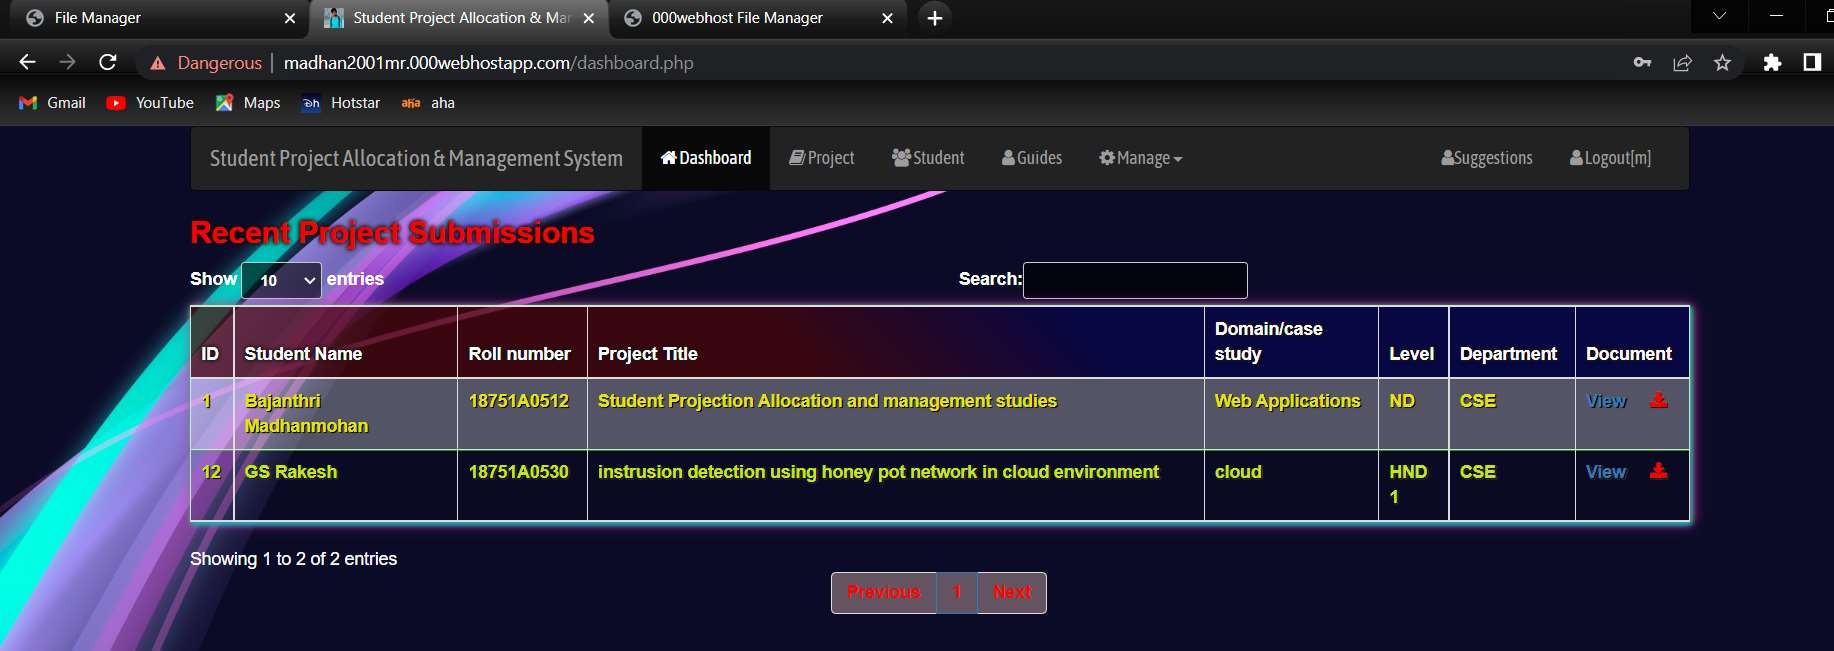 File Manager
Student Project Allocation & Mar
000webhost File Manager
Dangerous
madhan2001mr.000webhostapp.com/dashboard.php
Gmail
YouTube
Maps
Hotstar
aha
aha
Student Project Allocation & Management System
Dashboard
Project
Student
Guides
Manage
Suggestions
Logout[m]
Recent Project Submissions
Show 10 entries
Search:
ID
Student Name
Roll number
Project Title
Domain/case
study
Level
Department
Document
1
Bajanthri
Madhanmohan
18751A0512
Student Projection Allocation and management studies
Web Applications
ND
CSE
View
12
GS Rakesh
18751A0530
instrusion detection using honey pot network in cloud environment
cloud
HND
1
CSE
View
Showing 1 to 2 of 2 entries
Previous
1
Next